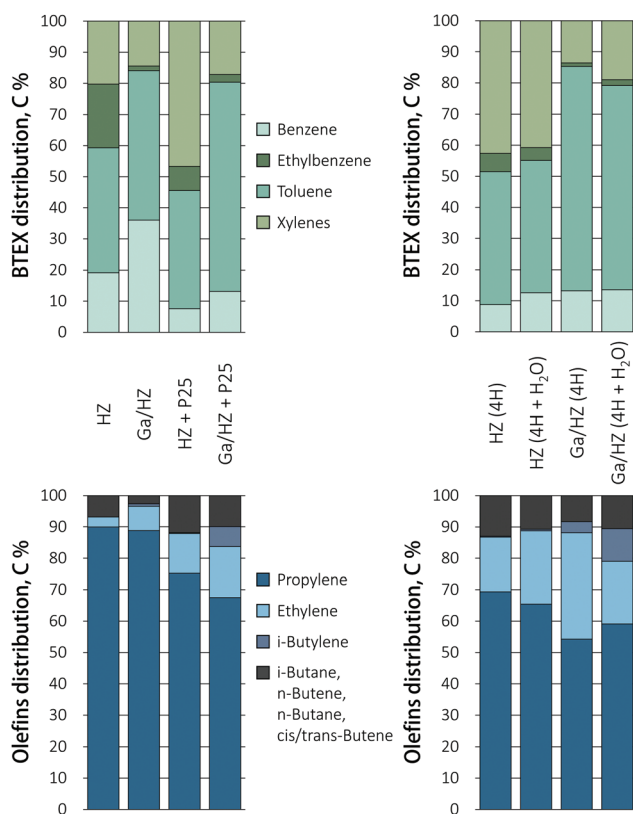 BTEX distribution, C %
100
90
80
70
60
50
40
30
20
10
0
HZ
Ga/HZ
HZ + P25
Ga/HZ + P25
Benzene
Ethylbenzene
Toluene
Xylenes
BTEX distribution, C %
100
90
80
70
60
50
40
30
20
10
0
HZ (4H)
HZ (4H + H₂O)
Ga/HZ (4H)
Ga/HZ (4H + H₂O)
Olefins distribution, C %
100
90
80
70
60
50
40
30
20
10
0
Propylene
Ethylene
i-Butylene
i-Butane,
n-Butene,
n-Butane,
cis/trans-Butene
Olefins distribution, C %
100
90
80
70
60
50
40
30
20
10
0